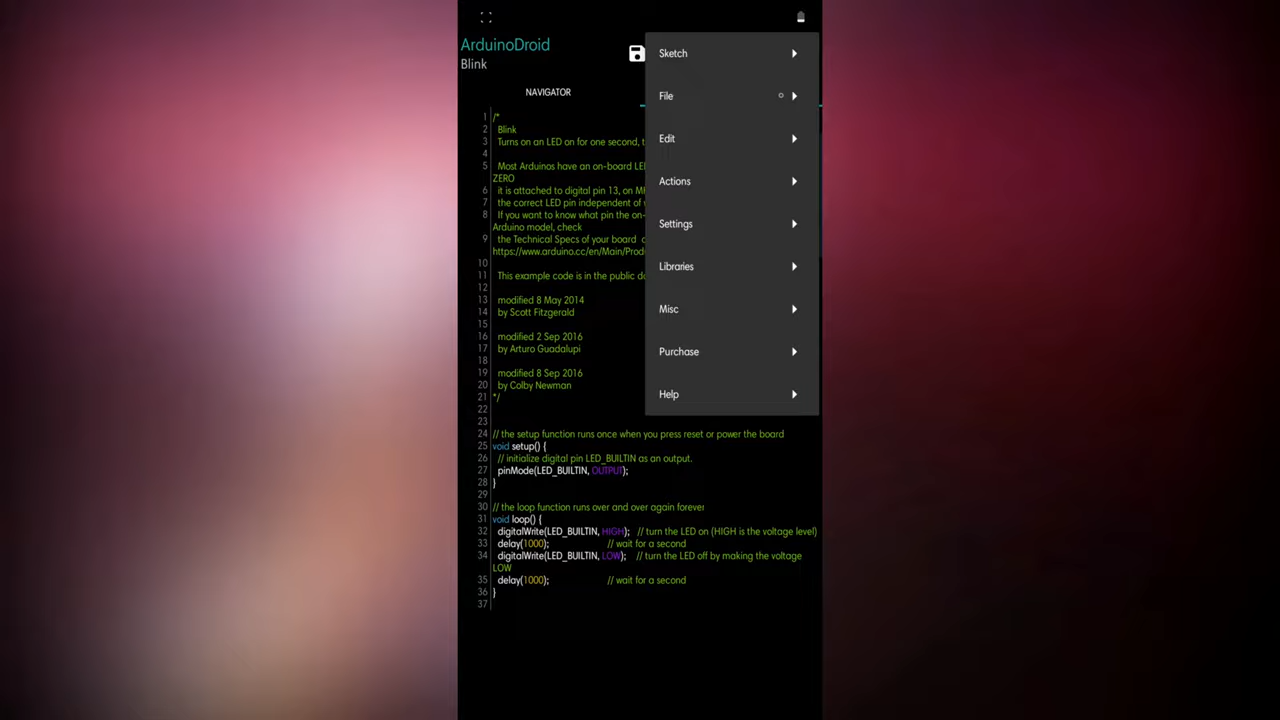 ArduinoDroid
Blink
NAVIGATOR
Sketch
File
Edit
Actions
Settings
Libraries
Misc
Purchase
Help
1 /*
2 Blink
3 Turns on an LED on for one second,
4
5 Most Arduinos have an on-board
ZERO
6 it is attached to digital pin 13, on
7 the correct LED pin independent of
8 If you want to know what pin the on-
Arduino model, check
9 the Technical Specs of your board
https://www.arduino.cc/en/Main/Prod
10
11 This example code is in the public
12
13 modified 8 May 2014
14 by Scott Fitzgerald
15
16 modified 2 Sep 2016
17 by Arturo Guadalupi
18
19 modified 8 Sep 2016
20 by Colby Newman
21 */
22
23
24 // the setup function runs once when you press reset or power the board
25 void setup() {
26 // initialize digital pin LED_BUILTIN as an output.
27 pinMode(LED_BUILTIN, OUTPUT);
28 }
29
30 // the loop function runs over and over again forever
31 void loop() {
32 digitalWrite(LED_BUILTIN, HIGH); // turn the LED on (HIGH is the voltage level)
33 delay(1000); // wait for a second
34 digitalWrite(LED_BUILTIN, LOW); // turn the LED off by making the voltage
LOW
35 delay(1000); // wait for a second
36 }
37